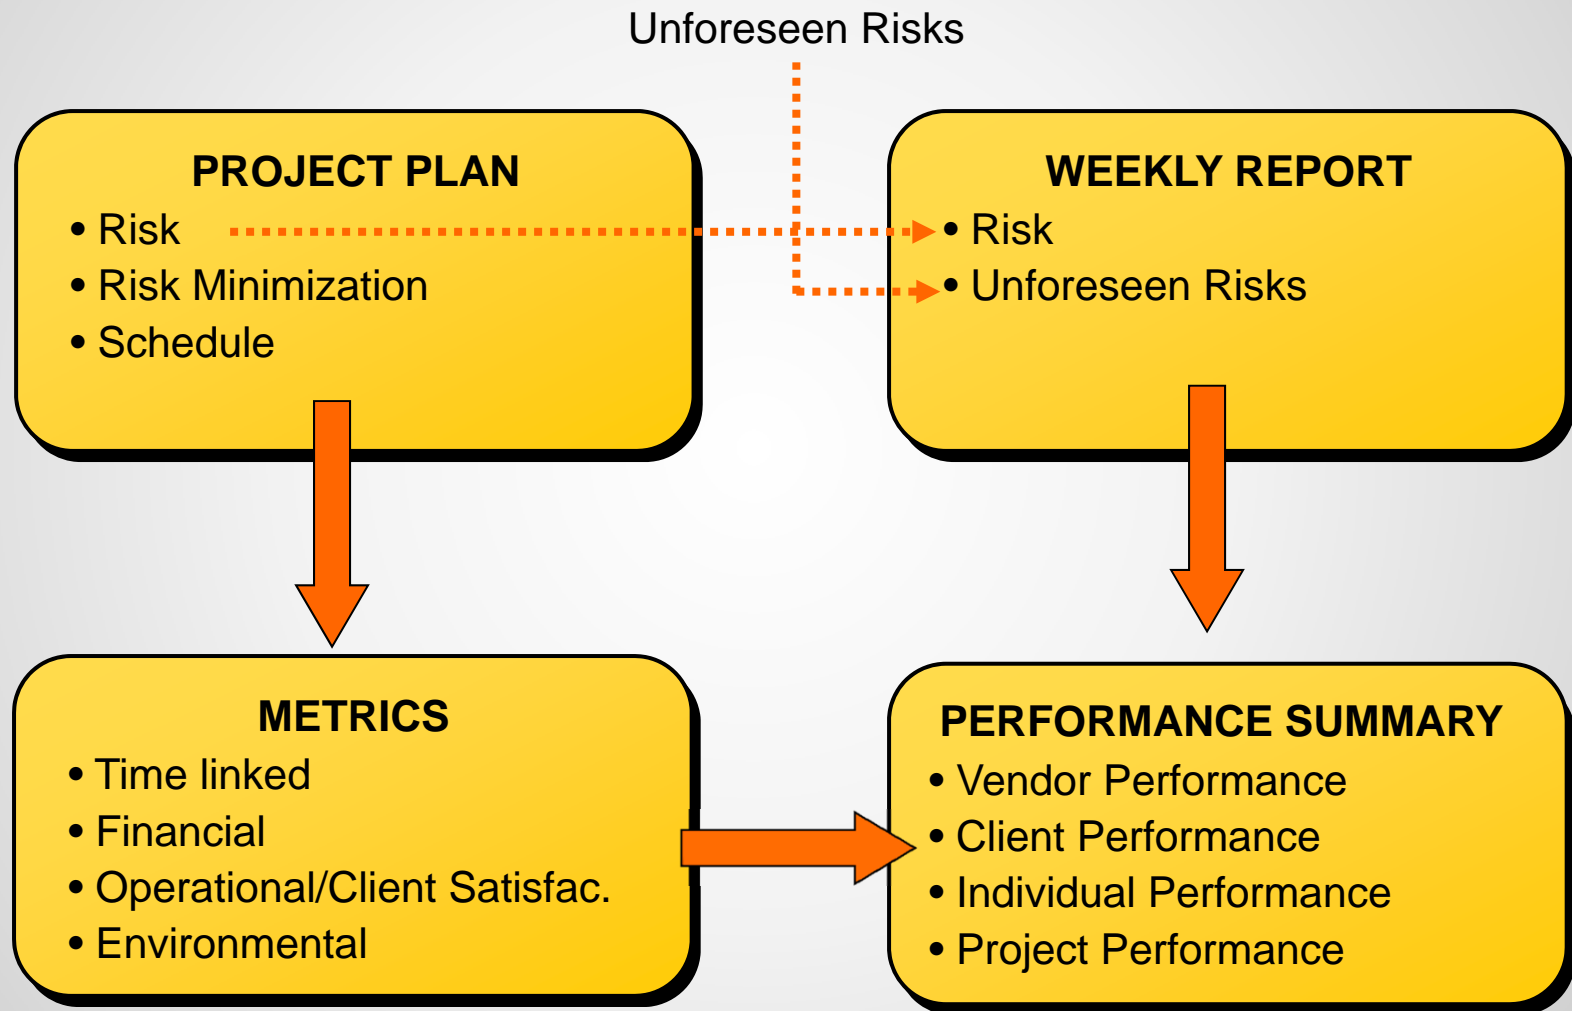 Unforeseen Risks
PROJECT PLAN
• Risk
• Risk Minimization
• Schedule
WEEKLY REPORT
• Risk
• Unforeseen Risks
METRICS
• Time linked
• Financial
• Operational/Client Satisfac.
• Environmental
PERFORMANCE SUMMARY
• Vendor Performance
• Client Performance
• Individual Performance
• Project Performance